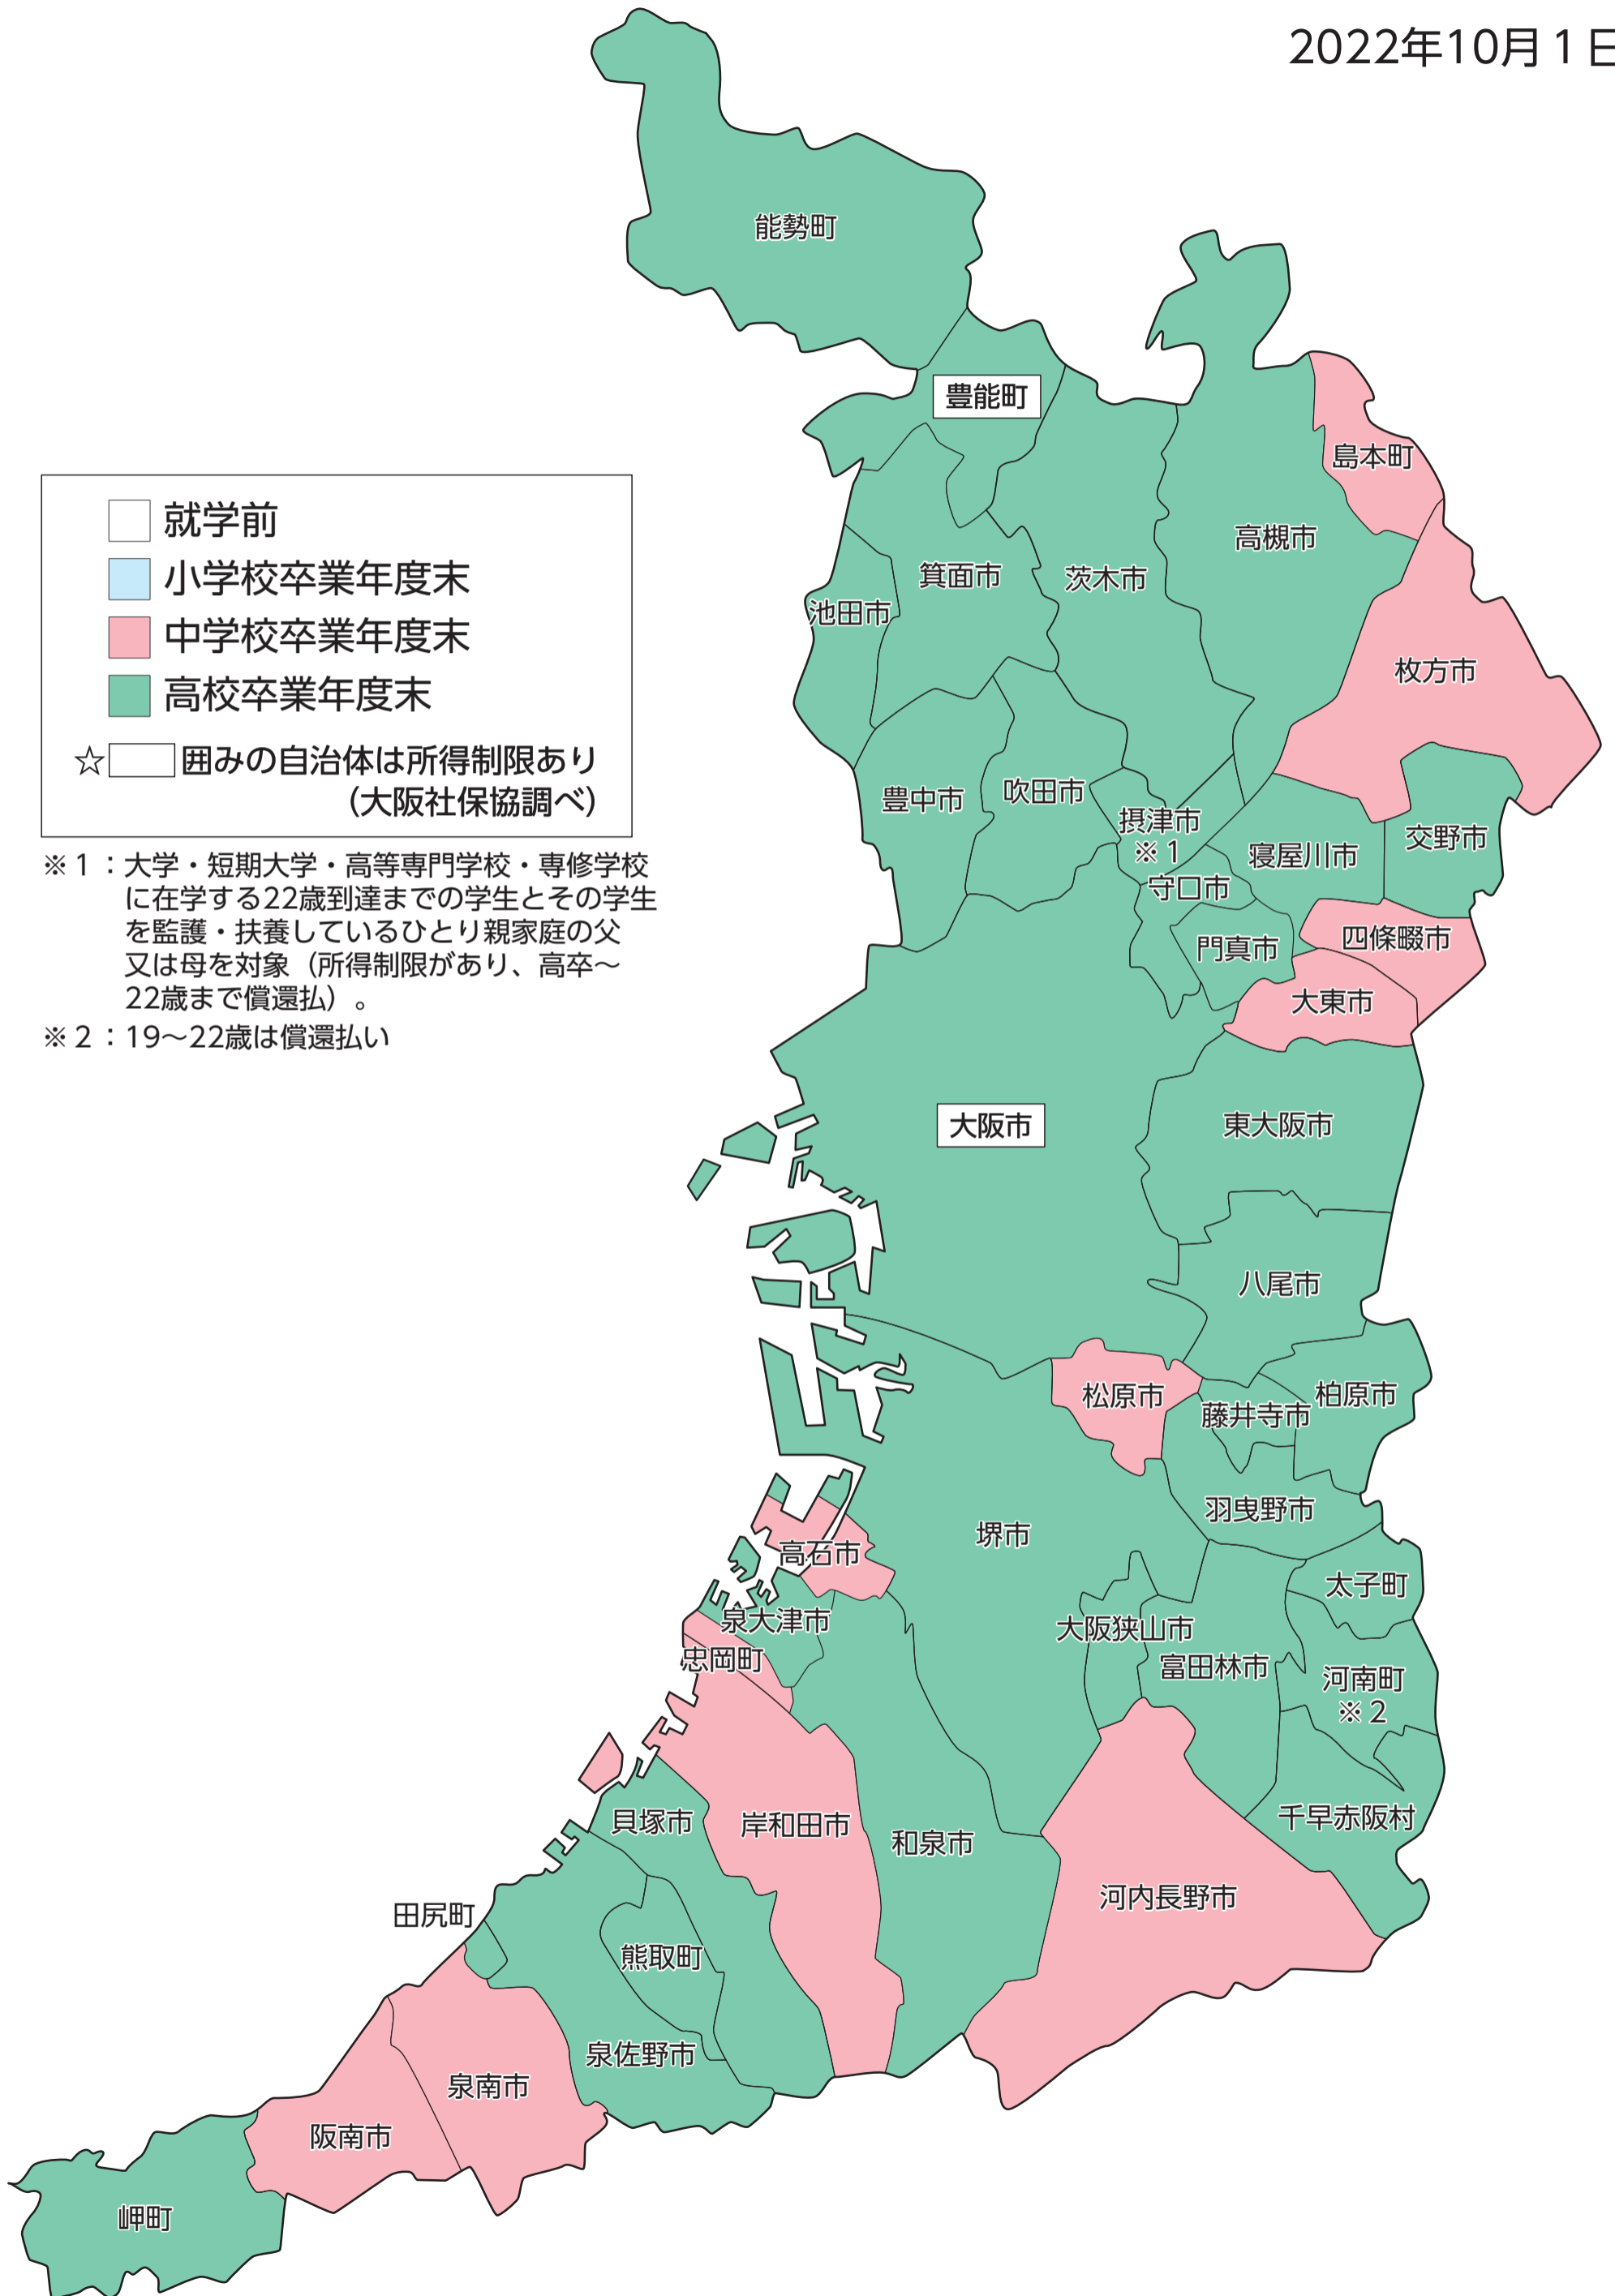 2022年10月1日
能勢町
豊能町
島本町
高槻市
箕面市
茨木市
池田市
枚方市
就学前
小学校卒業年度末
中学校卒業年度末
高校卒業年度末
☆ 囲みの自治体は所得制限あり
(大阪社保協調べ)
豊中市
吹田市
摂津市
※1
寝屋川市
交野市
守口市
門真市
四條畷市
大東市
※1：大学・短期大学・高等専門学校・専修学校
に在学する22歳到達までの学生とその学生
を監護・扶養しているひとり親家庭の父
又は母を対象（所得制限があり、高卒～
22歳まで償還払）。
※2：19～22歳は償還払い
大阪市
東大阪市
八尾市
松原市
藤井寺市
柏原市
羽曳野市
堺市
高石市
太子町
泉大津市
大阪狭山市
忠岡町
富田林市
河南町
※2
貝塚市
岸和田市
和泉市
千早赤阪村
河内長野市
田尻町
熊取町
泉佐野市
泉南市
阪南市
岬町